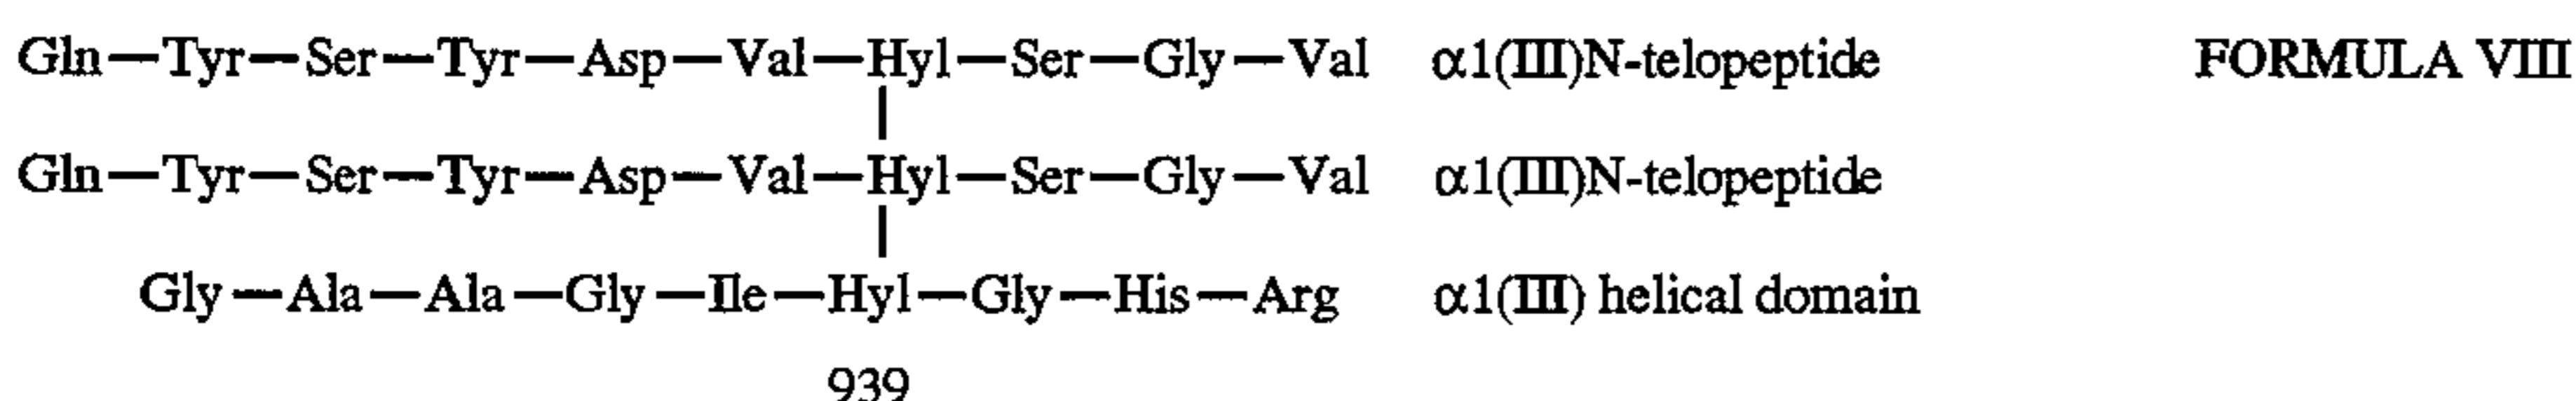 Gln—Tyr—Ser—Tyr—Asp—Val—Hyl—Ser—Gly—Val α1(III)N-telopeptide FORMULA VIII
Gln—Tyr—Ser—Tyr—Asp—Val—Hyl—Ser—Gly—Val α1(III)N-telopeptide
Gly—Ala—Ala—Gly—Ile—Hyl—Gly—His—Arg α1(III) helical domain
939